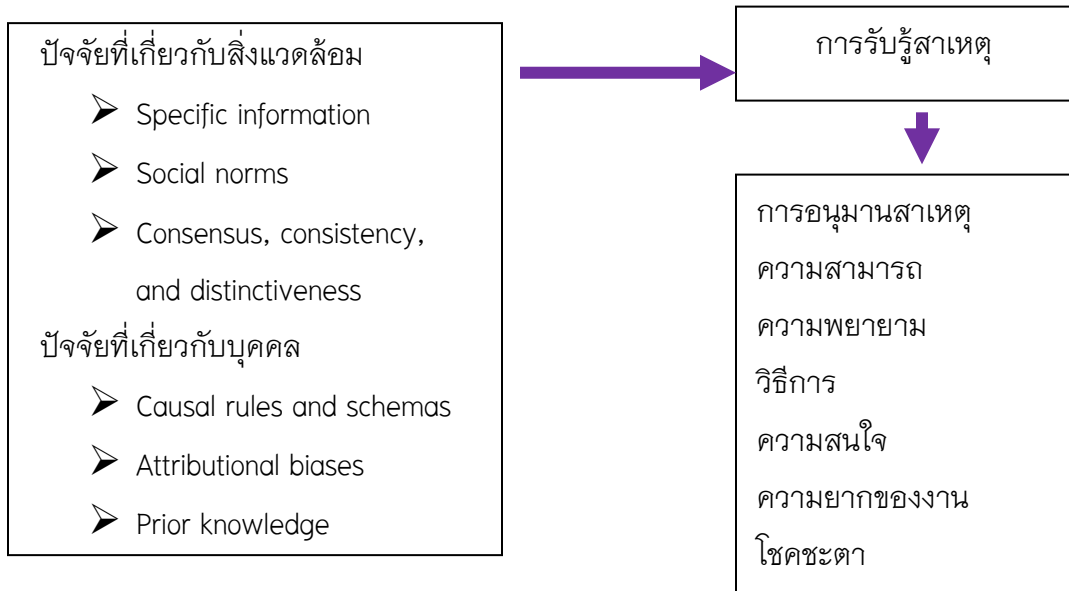 ปัจจัยที่เกี่ยวกับสิ่งแวดล้อม
➢ Specific information
➢ Social norms
➢ Consensus, consistency,
and distinctiveness
ปัจจัยที่เกี่ยวกับบุคคล
➢ Causal rules and schemas
➢ Attributional biases
➢ Prior knowledge
การรับรู้สาเหตุ
การอนุมานสาเหตุ
ความสามารถ
ความพยายาม
วิธีการ
ความสนใจ
ความยากของงาน
โชคชะตา